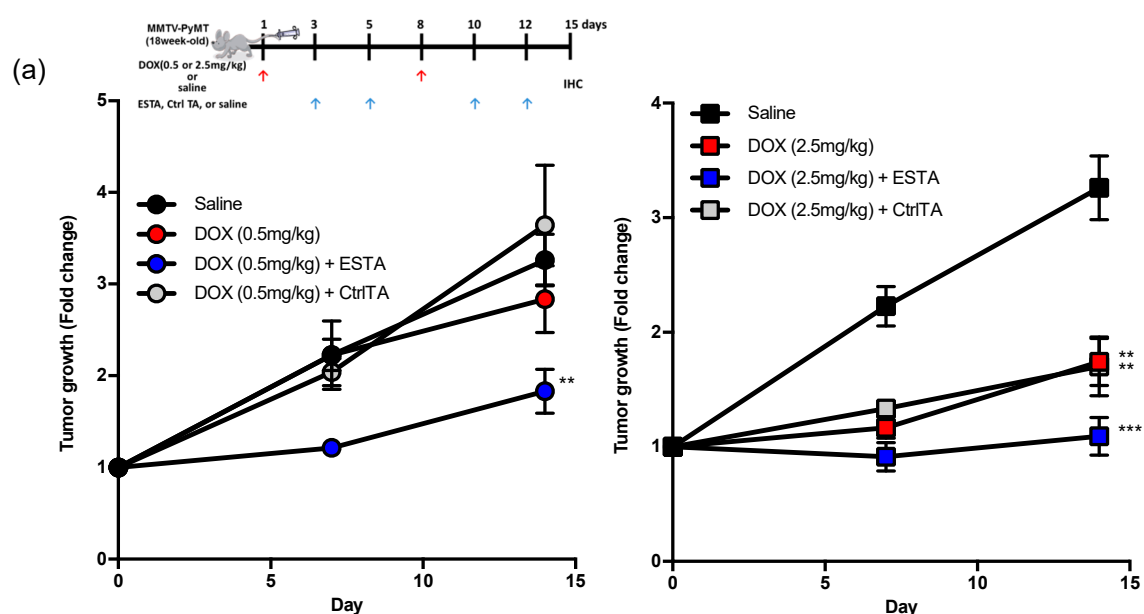 MMTV-PyMT
(18week-old)
1 3 5 8 10 12 15 days
(a)
DOX(0.5 or 2.5mg/kg)
or
saline
IHC
ESTA, Ctrl TA, or saline
5
4
3
2
1
0
Tumor growth (Fold change)
Saline
DOX (0.5mg/kg)
DOX (0.5mg/kg) + ESTA
DOX (0.5mg/kg) + CtrlTA
**
0 5 10 15
Day
4
3
2
1
0
Tumor growth (Fold change)
Saline
DOX (2.5mg/kg)
DOX (2.5mg/kg) + ESTA
DOX (2.5mg/kg) + CtrlTA
**
**
***
0 5 10 15
Day